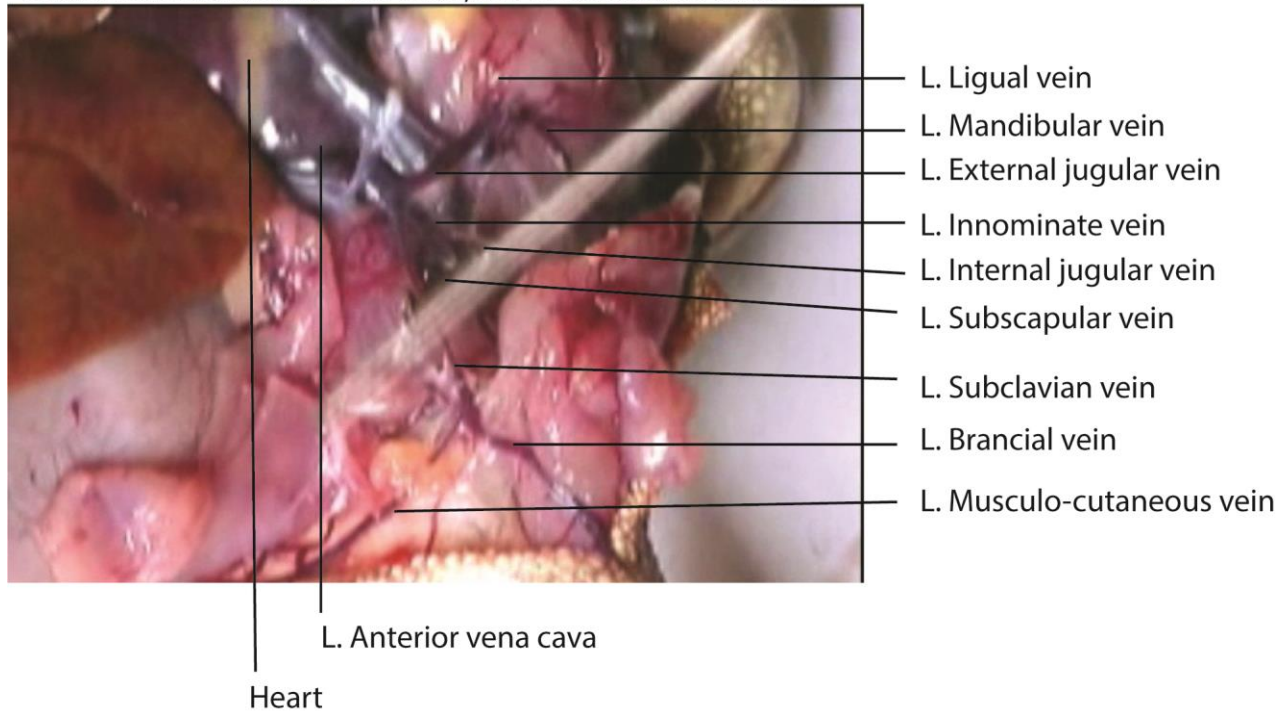 L. Ligual vein
L. Mandibular vein
L. External jugular vein
L. Innominate vein
L. Internal jugular vein
L. Subscapular vein
L. Subclavian vein
L. Brancial vein
L. Musculo-cutaneous vein
L. Anterior vena cava
Heart